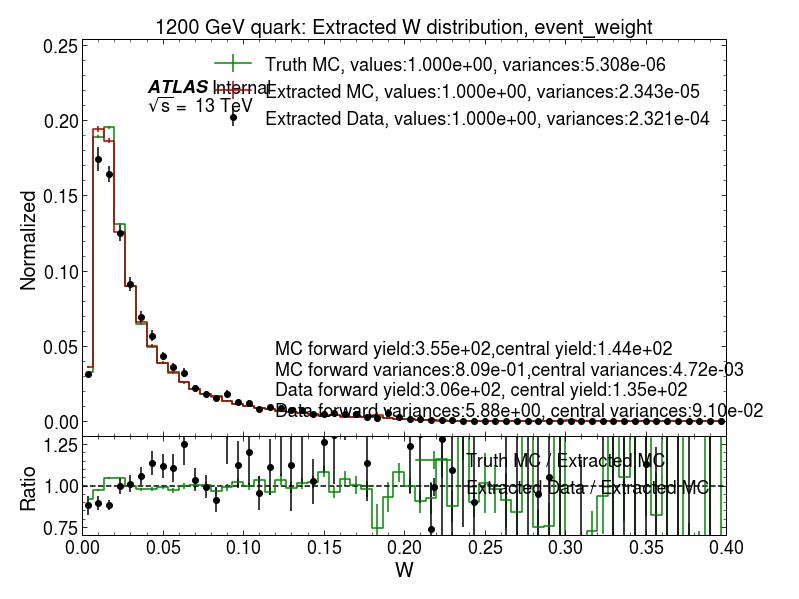 1200 GeV quark: Extracted W distribution, event_weight
0.25
Truth MC, values:1.000e+00, variances:5.308e-06
ATLAS Internal
Extracted MC, values:1.000e+00, variances:2.343e-05
√s = 13 TeV
Extracted Data, values:1.000e+00, variances:2.321e-04
0.20
0.15
Normalized
0.10
0.05
MC forward yield:3.55e+02,central yield:1.44e+02
MC forward variances:8.09e-01,central variances:4.72e-03
Data forward yield:3.06e+02, central yield:1.35e+02
Data forward variances:5.88e+00, central variances:9.10e-02
0.00
1.25
Truth MC / Extracted MC
Ratio
1.00
Extracted Data / Extracted MC
0.75
0.00 0.05 0.10 0.15 0.20 0.25 0.30 0.35 0.40
W